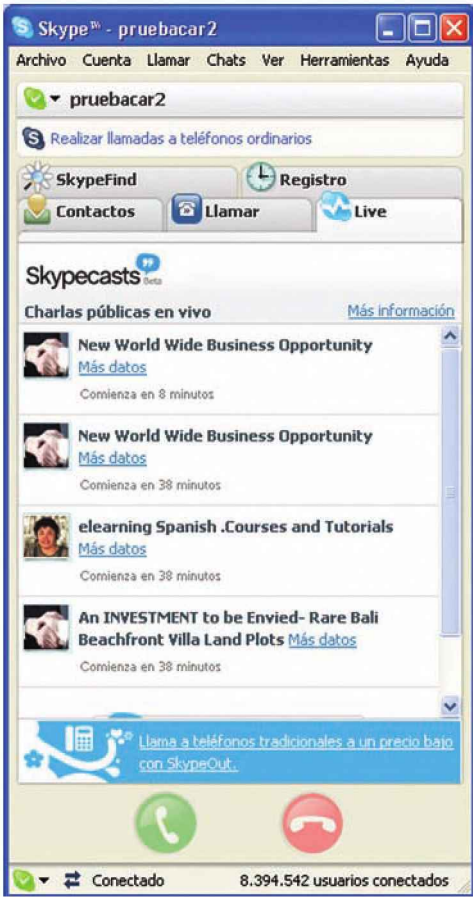 Skype™ - pruebacar2
Archivo Cuenta Llamar Chats Ver Herramientas Ayuda
pruebacar2
Realizar llamadas a teléfonos ordinarios
SkypeFind Registro
Contactos Llamar Live
Skypecasts Beta
Charlas públicas en vivo Más información
New World Wide Business Opportunity
Más datos
Comienza en 8 minutos
New World Wide Business Opportunity
Más datos
Comienza en 38 minutos
elearning Spanish .Courses and Tutorials
Más datos
Comienza en 38 minutos
An INVESTMENT to be Envied- Rare Bali
Beachfront Villa Land Plots Más datos
Comienza en 38 minutos
Llama a teléfonos tradicionales a un precio bajo
con SkypeOut.
Conectado 8.394.542 usuarios conectados